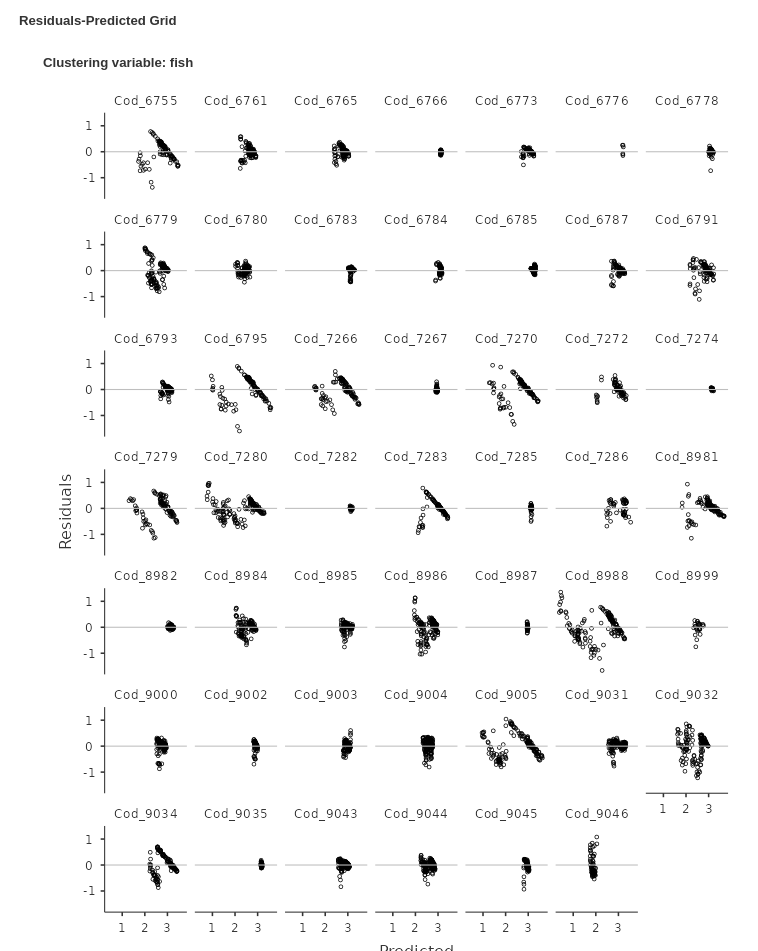 Residuals-Predicted Grid
Clustering variable: fish
Cod_6755 Cod_6761 Cod_6765 Cod_6766 Cod_6773 Cod_6776 Cod_6778
1
0
-1
Cod_6779 Cod_6780 Cod_6783 Cod_6784 Cod_6785 Cod_6787 Cod_6791
1
0
-1
Cod_6793 Cod_6795 Cod_7266 Cod_7267 Cod_7270 Cod_7272 Cod_7274
1
0
-1
Cod_7279 Cod_7280 Cod_7282 Cod_7283 Cod_7285 Cod_7286 Cod_8981
1
0
-1
Residuals
Cod_8982 Cod_8984 Cod_8985 Cod_8986 Cod_8987 Cod_8988 Cod_8999
1
0
-1
Cod_9000 Cod_9002 Cod_9003 Cod_9004 Cod_9005 Cod_9031 Cod_9032
1
0
-1
1 2 3
Cod_9034 Cod_9035 Cod_9043 Cod_9044 Cod_9045 Cod_9046
1
0
-1
1 2 3 1 2 3 1 2 3 1 2 3 1 2 3 1 2 3
Predicted